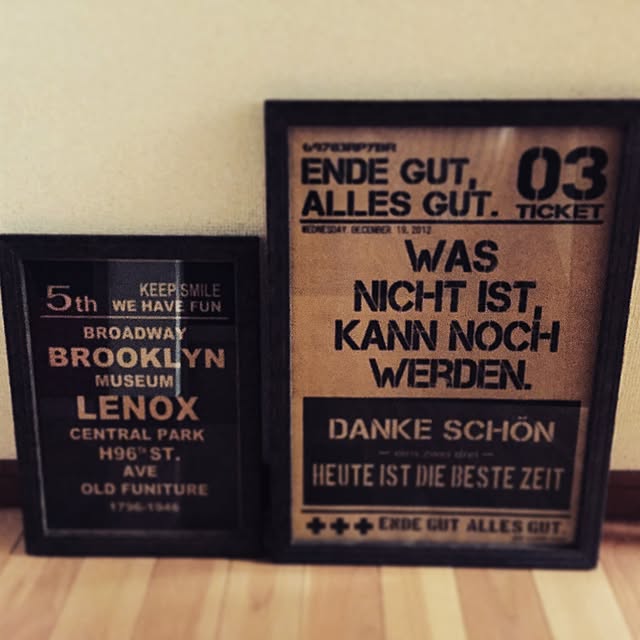 5th
KEEP SMILE
WE HAVE FUN
BROADWAY
BROOKLYN
MUSEUM
LENOX
CENTRAL PARK
H96TH ST.
AVE
OLD FUNITURE
1796-1946
ENDE GUT,
ALLES GUT.
03
TICKET
WEDNESDAY DECEMBER 19, 2012
WAS
NICHT IST,
KANN NOCH
WERDEN.
DANKE SCHÖN
HEUTE IST DIE BESTE ZEIT
ENDE GUT ALLES GUT.